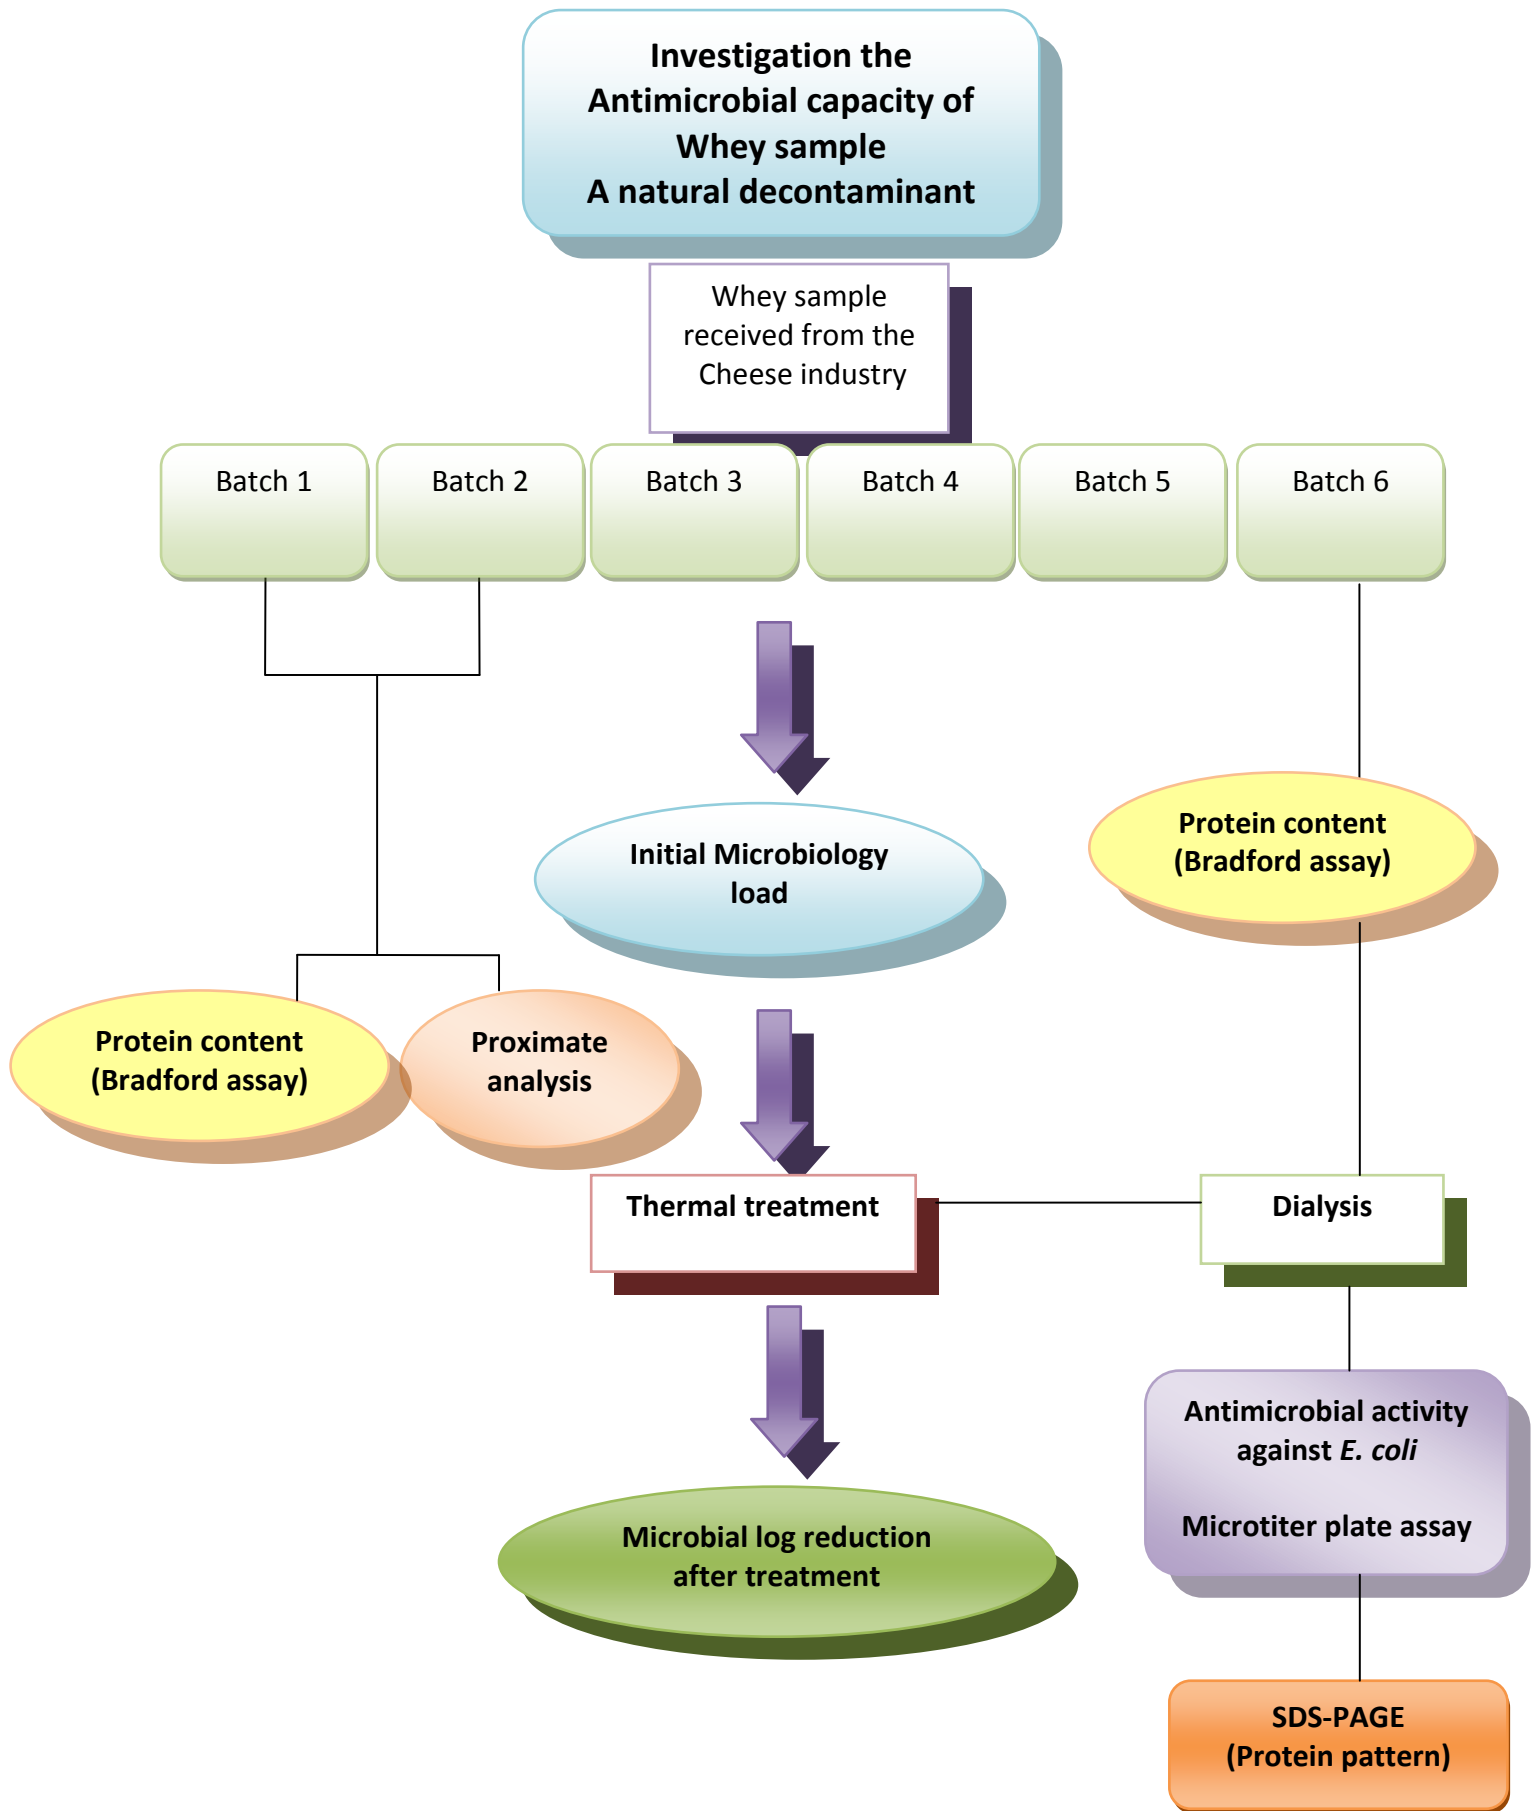 Investigation the
Antimicrobial capacity of
Whey sample
A natural decontaminant
Whey sample
received from the
Cheese industry
Batch 1
Batch 2
Batch 3
Batch 4
Batch 5
Batch 6
Protein content
(Bradford assay)
Initial Microbiology
load
Protein content
(Bradford assay)
Proximate
analysis
Thermal treatment
Dialysis
Antimicrobial activity
against E. coli
Microtiter plate assay
Microbial log reduction
after treatment
SDS-PAGE
(Protein pattern)